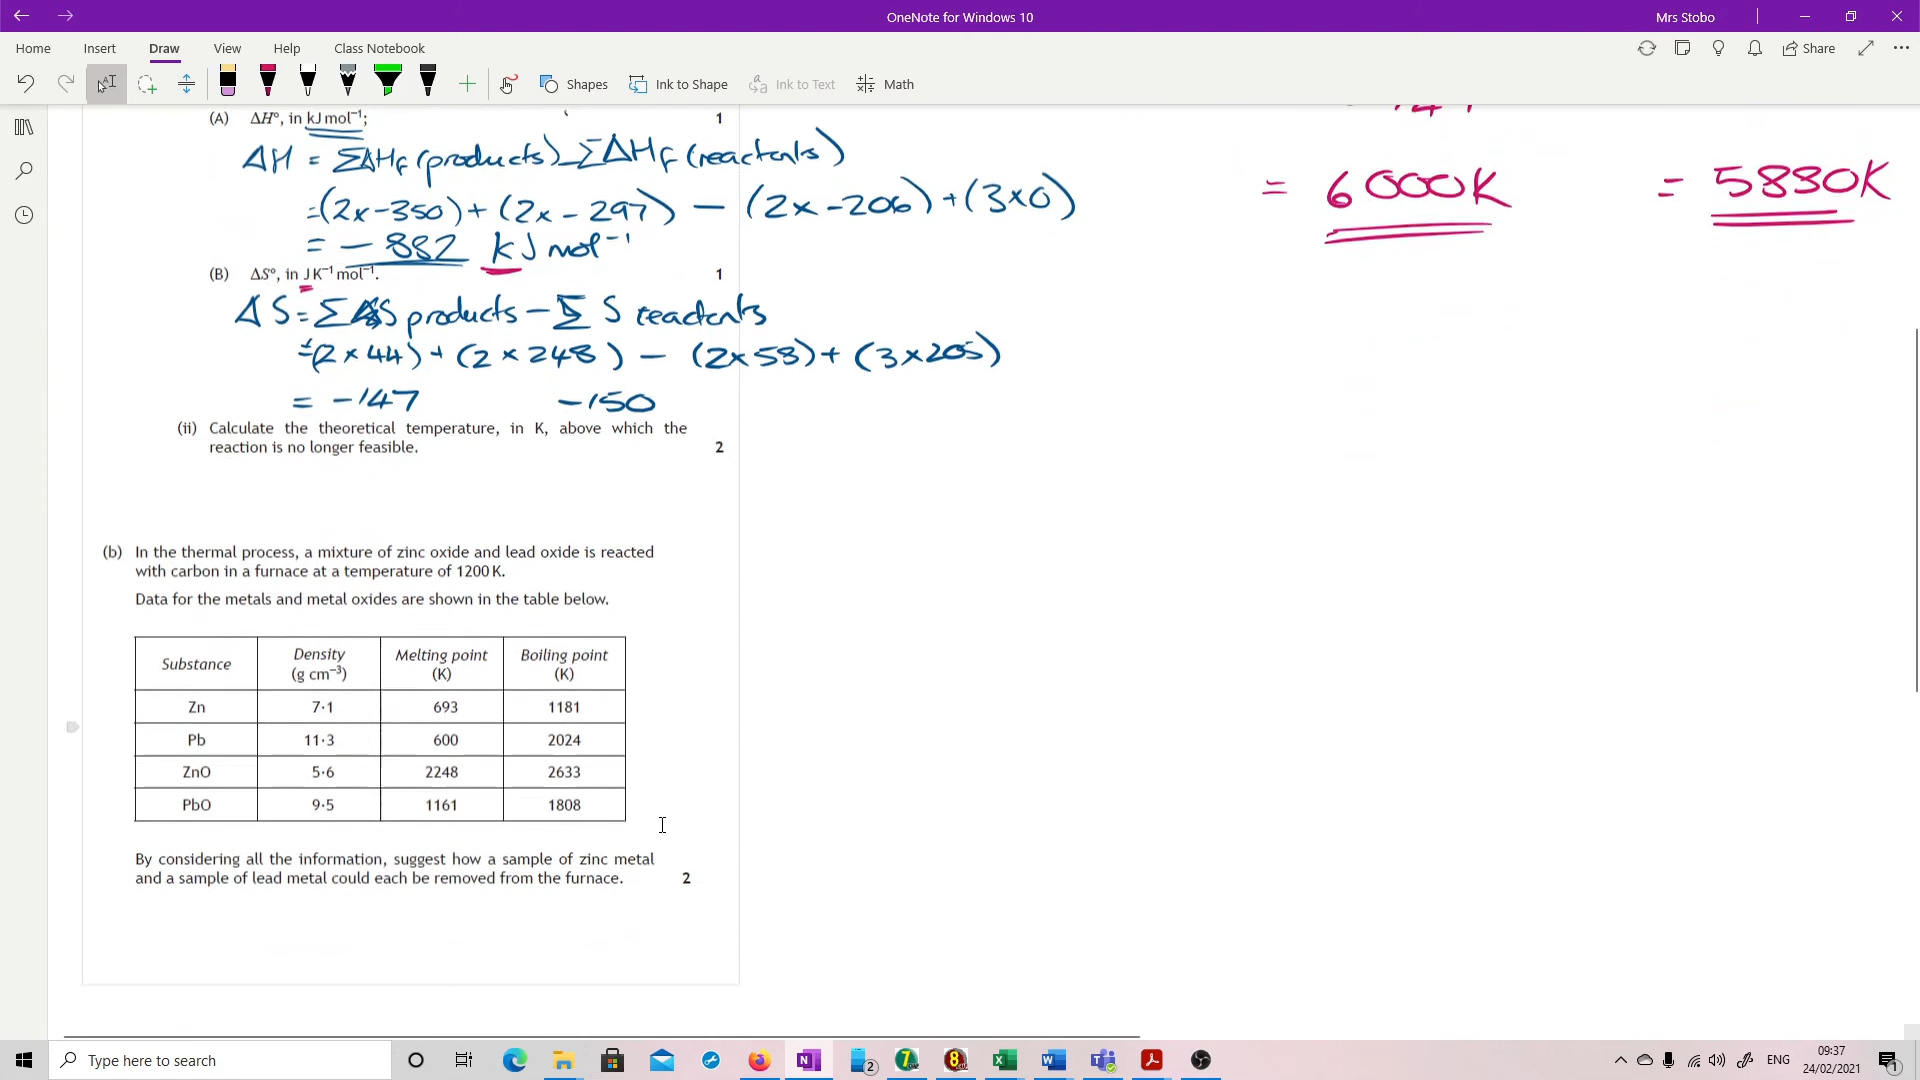 OneNote for Windows 10
Mrs Stobo
Home Insert Draw View Help Class Notebook
Share
Shapes Ink to Shape Ink to Text Math
(A) ΔH°, in kJ mol⁻¹; 1
ΔH = ΣΔHf (products) - ΣΔHf (reactants)
= (2x-350) + (2x-297) - (2x-206) + (3x0)
= -882 kJ mol⁻¹
= 6000K = 5880K
(B) ΔS°, in J K⁻¹ mol⁻¹. 1
ΔS = Σ S products - Σ S reactants
= (2 x 44) + (2 x 248) - (2x58) + (3x205)
= -147 -150
(ii) Calculate the theoretical temperature, in K, above which the
reaction is no longer feasible. 2
(b) In the thermal process, a mixture of zinc oxide and lead oxide is reacted
with carbon in a furnace at a temperature of 1200 K.
Data for the metals and metal oxides are shown in the table below.
Substance Density (g cm⁻³) Melting point (K) Boiling point (K)
Zn 7·1 693 1181
Pb 11·3 600 2024
ZnO 5·6 2248 2633
PbO 9·5 1161 1808
By considering all the information, suggest how a sample of zinc metal
and a sample of lead metal could each be removed from the furnace. 2
Type here to search
ENG
09:37
24/02/2021